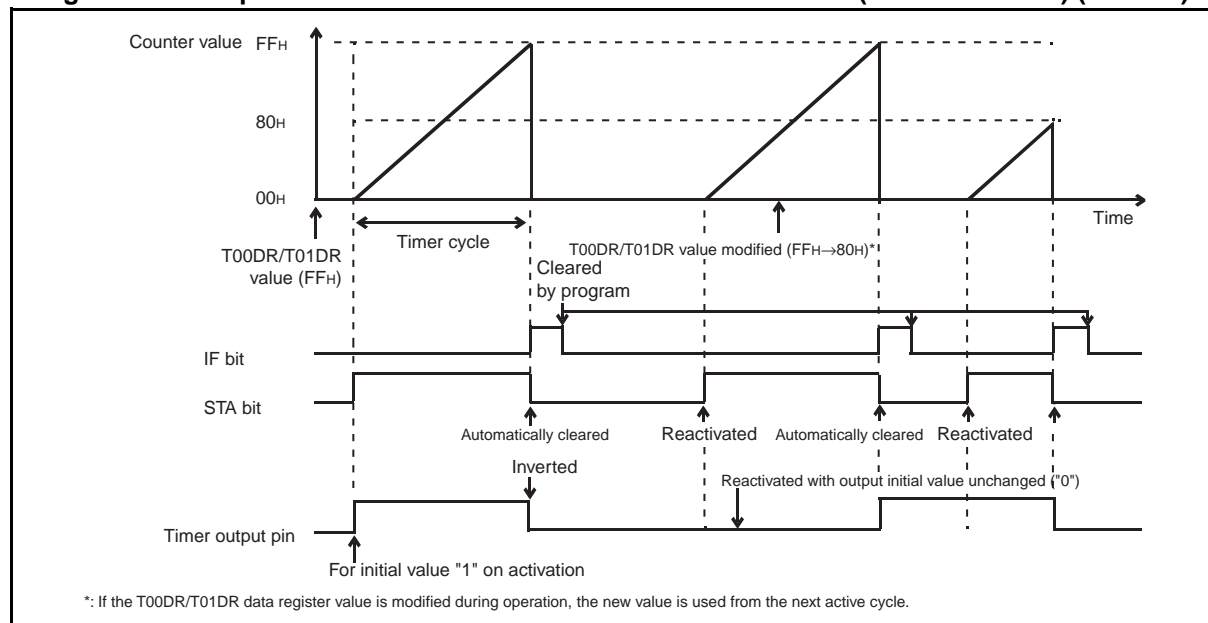 Counter value FFH
80H
00H
Time
Timer cycle
T00DR/T01DR value (FFH)
T00DR/T01DR value modified (FFH→80H)*
Cleared
by program
IF bit
STA bit
Automatically cleared
Reactivated
Automatically cleared
Reactivated
Inverted
Reactivated with output initial value unchanged ("0")
Timer output pin
For initial value "1" on activation
*: If the T00DR/T01DR data register value is modified during operation, the new value is used from the next active cycle.